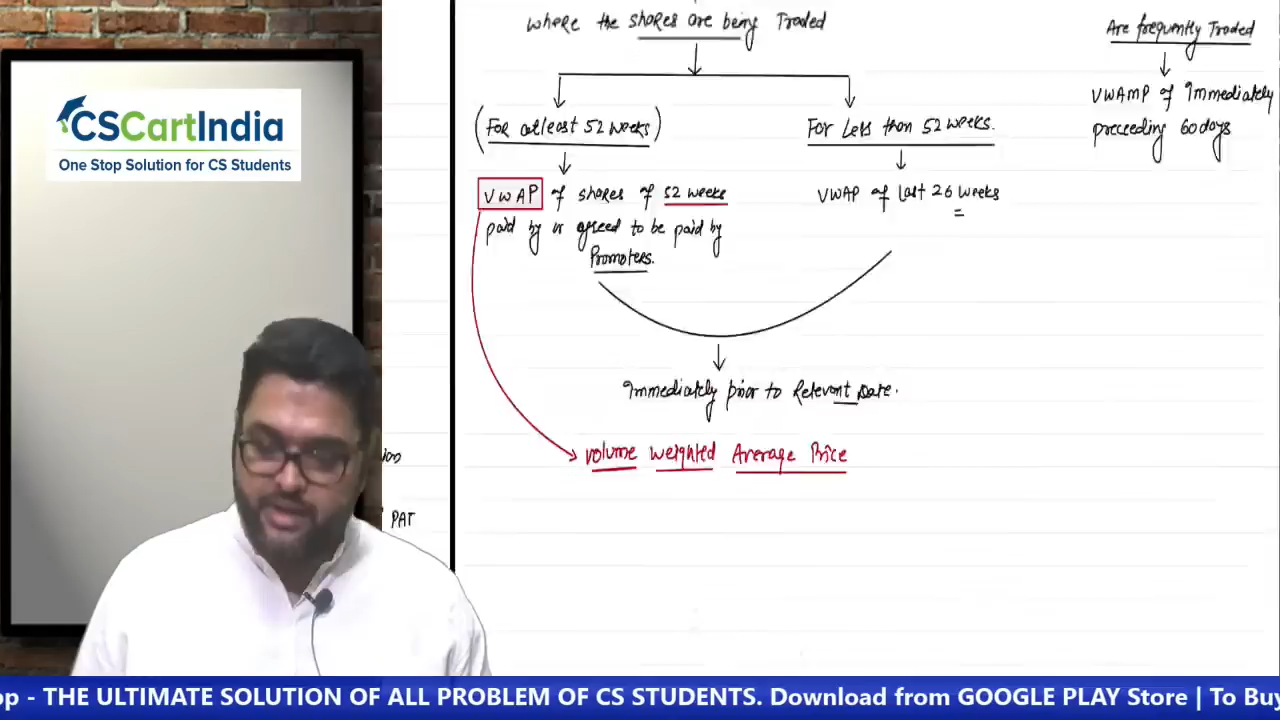 where the shares are being Traded
Are frequntly Traded
(For atleast 52 weeks)
For Less than 52 weeks.
VWAMP of Immediately
preceeding 60 days
VWAP of shares of 52 weeks
paid by or agreed to be paid by
Promoters.
VWAP of last 26 weeks
Immediately prior to Relevant Date.
Volume weighted Average Price
PAT
CSCartIndia
One Stop Solution for CS Students
pp - THE ULTIMATE SOLUTION OF ALL PROBLEM OF CS STUDENTS. Download from GOOGLE PLAY Store | To Buy